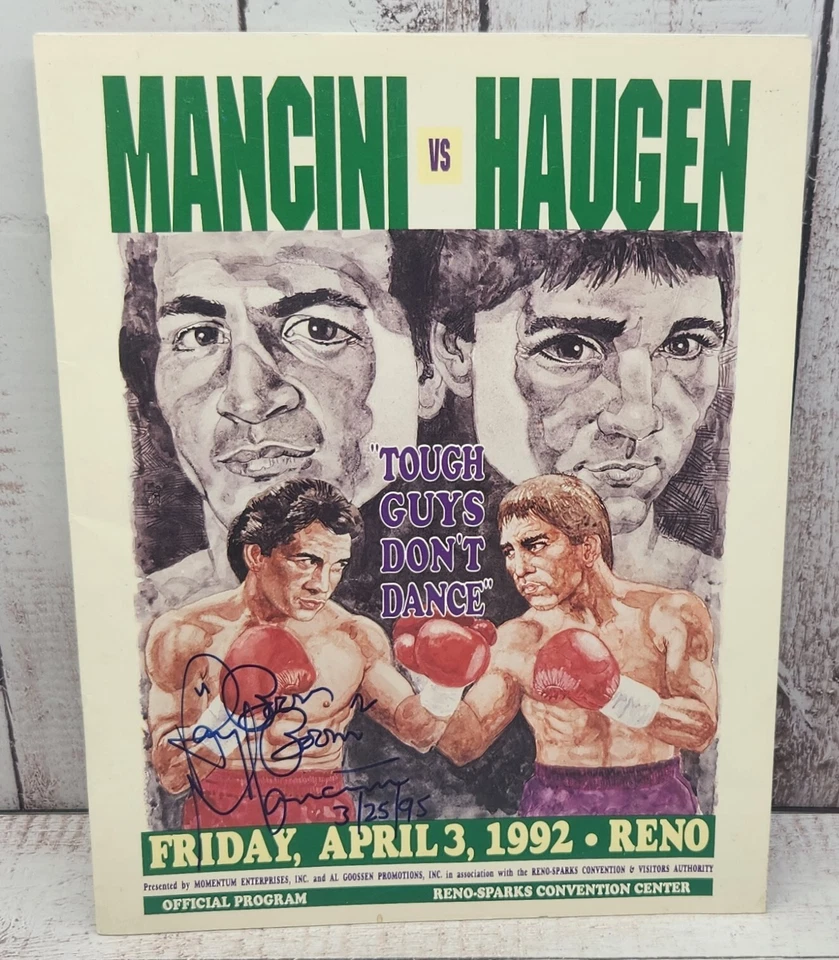 MANCINI VS HAUGEN
"TOUGH
GUYS
DON'T
DANCE"
Ray "Boom
Boom"
Mancini
3/25/95
FRIDAY, APRIL 3, 1992 • RENO
Presented by MOMENTUM ENTERPRISES, INC. and AL GOOSSEN PROMOTIONS, INC. in association with the RENO-SPARKS CONVENTION & VISITORS AUTHORITY
OFFICIAL PROGRAM RENO-SPARKS CONVENTION CENTER